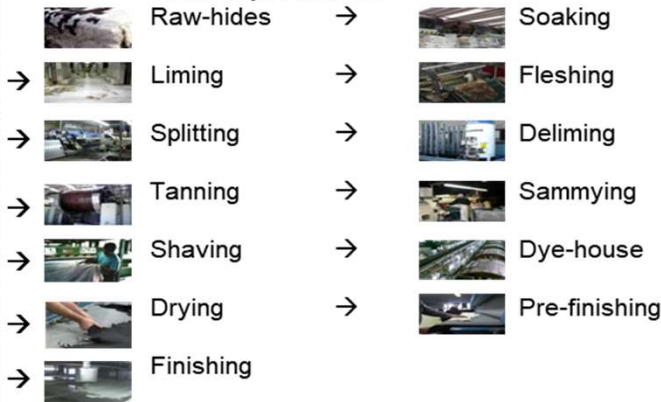 Raw-hides → Soaking
→ Liming → Fleshing
→ Splitting → Deliming
→ Tanning → Sammying
→ Shaving → Dye-house
→ Drying → Pre-finishing
→ Finishing